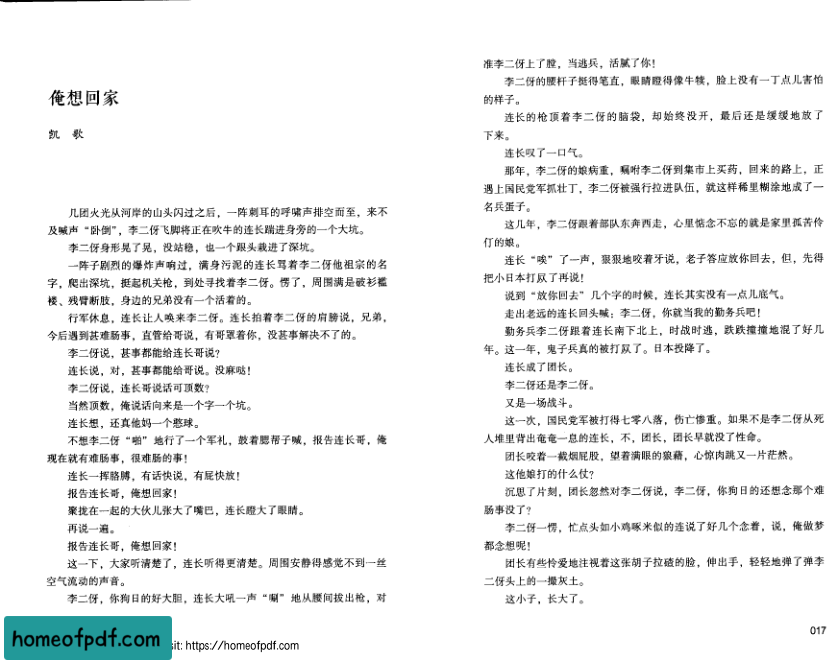 俺想回家
凯 歌
几团火光从河岸的山头闪过之后，一阵刺耳的呼啸声排空而至，来不
及喊声“卧倒”，李二伢飞脚将正在吹牛的连长踹进身旁的一个大坑。
李二伢身形晃了晃，没站稳，也一个跟头栽进了深坑。
一阵子剧烈的爆炸声响过，满身污泥的连长骂着李二伢他祖宗的名
字，爬出深坑，挺起机关枪，到处寻找着李二伢。愣了，周围满是破衫褴
褛、残臂断肢，身边的兄弟没有一个活着的。
行军休息，连长让人唤来李二伢。连长抬着李二伢的肩膀说，兄弟，
今后遇到甚难肠事，直管给哥说，有哥罩着你，没甚事解决不了的。
李二伢说，甚事都能给连长哥说？
连长说，对，甚事都能给哥说。没麻哒！
李二伢说，连长哥说话可顶数？
当然顶数，俺说话向来是一个字一个坑。
连长想，还真他妈一个憨球。
不想李二伢“啪”地行了一个军礼，鼓着腮帮子喊，报告连长哥，俺
现在就有难肠事，很难肠的事！
连长一挥胳膊，有话快说，有屁快放！
报告连长哥，俺想回家！
聚拢在一起的大伙儿张大了嘴巴，连长瞪大了眼睛。
再说一遍。
报告连长哥，俺想回家！
这一下，大家听清楚了，连长听得更清楚。周围安静得感觉不到一丝
空气流动的声音。
李二伢，你狗日的好大胆，连长大吼一声“唰”地从腰间拔出枪，对
准李二伢上了膛，当逃兵，活腻了你！
李二伢的腰杆子挺得笔直，眼睛瞪得像牛犊，脸上没有一丁点儿害怕
的样子。
连长的枪顶着李二伢的脑袋，却始终没开，最后还是缓缓地放了
下来。
连长叹了一口气。
那年，李二伢的娘病重，嘱咐李二伢到集市上买药，回来的路上，正
遇上国民党军抓壮丁，李二伢被强行拉进队伍，就这样稀里糊涂地成了一
名兵蛋子。
这几年，李二伢跟着部队东奔西走，心里惦念不忘的就是家里孤苦伶
仃的娘。
连长“唉”了一声，狠狠地咬着牙说，老子答应放你回去，但，先得
把小日本打趴了再说！
说到“放你回去”几个字的时候，连长其实没有一点儿底气。
走出老远的连长回头喊：李二伢，你就当我的勤务兵吧！
勤务兵李二伢跟着连长南下北上，时战时逃，跌跌撞撞地混了好几
年。这一年，鬼子兵真的被打趴了。日本投降了。
连长成了团长。
李二伢还是李二伢。
又是一场战斗。
这一次，国民党军被打得七零八落，伤亡惨重。如果不是李二伢从死
人堆里背出奄奄一息的连长，不，团长，团长早就没了性命。
团长咬着一截烟屁股，望着满眼的狼藉，心惊肉跳又一片茫然。
这他娘打的什么仗？
沉思了片刻，团长忽然对李二伢说，李二伢，你狗日的还想念那个难
肠事没了？
李二伢一愣，忙点头如小鸡啄米似的连说了好几个念着，说，俺做梦
都念想呢！
团长有些怜爱地注视着这张胡子拉碴的脸，伸出手，轻轻地弹了弹李
二伢头上的一撮灰土。
这小子，长大了。
017
homeofpdf.com
sit: https://homeofpdf.com